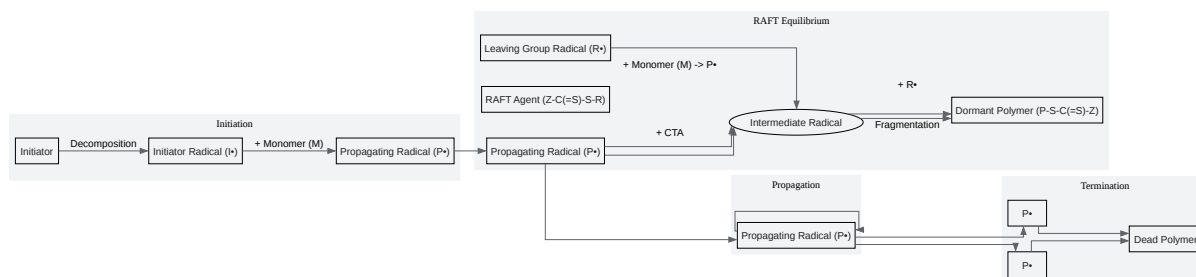 RAFT Equilibrium
Leaving Group Radical (R•)
+ Monomer (M) -> P•
+ R•
RAFT Agent (Z-C(=S)-S-R)
Dormant Polymer (P-S-C(=S)-Z)
Intermediate Radical
Fragmentation
Initiation
+ CTA
Initiator
Decomposition
Initiator Radical (I•)
+ Monomer (M)
Propagating Radical (P•)
Propagating Radical (P•)
Propagation
Termination
P•
Propagating Radical (P•)
Dead Polymer
P•